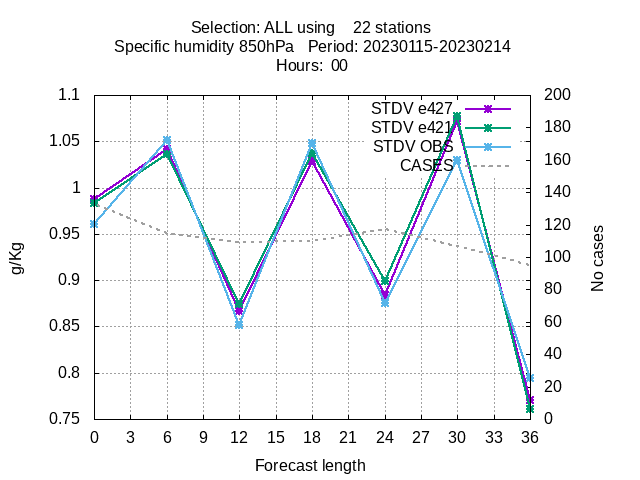 Selection: ALL using    22 stations
Specific humidity 850hPa   Period: 20230115-20230214
Hours:  00
1.1
1.05
1
0.95
0.9
0.85
0.8
0.75
g/Kg
STDV e427
STDV e421
STDV OBS
CASES
200
180
160
140
120
100
80
60
40
20
0
No cases
0 3 6 9 12 15 18 21 24 27 30 33 36
Forecast length